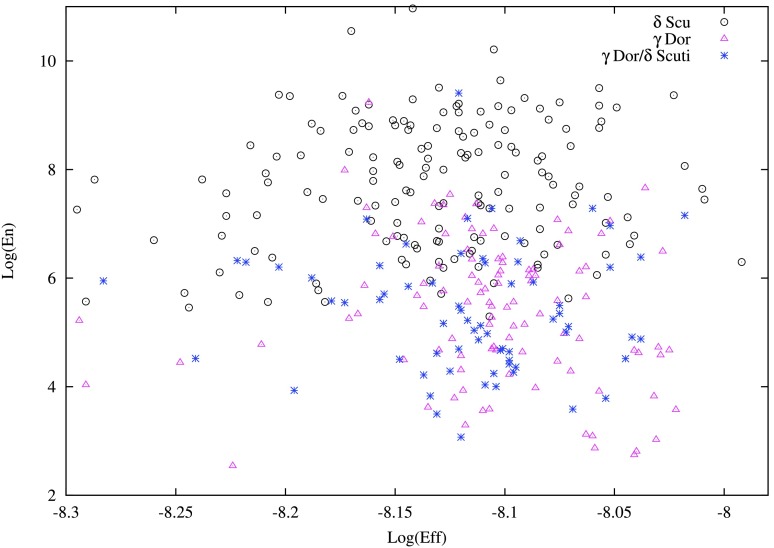 δ Scu
γ Dor
γ Dor/δ Scuti
10
8
6
4
2
Log(En)
-8.3 -8.25 -8.2 -8.15 -8.1 -8.05 -8
Log(Eff)